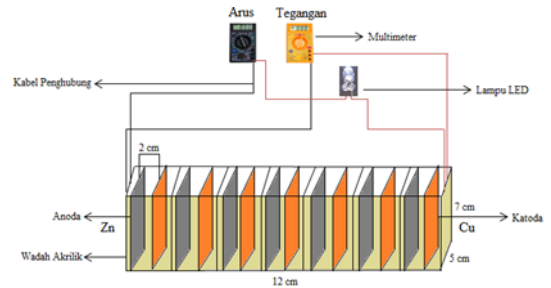 Arus
Tegangan
Multimeter
Kabel Penghubung
Lampu LED
2 cm
Anoda
Zn
7 cm
Cu
Katoda
Wadah Akrilik
5 cm
12 cm